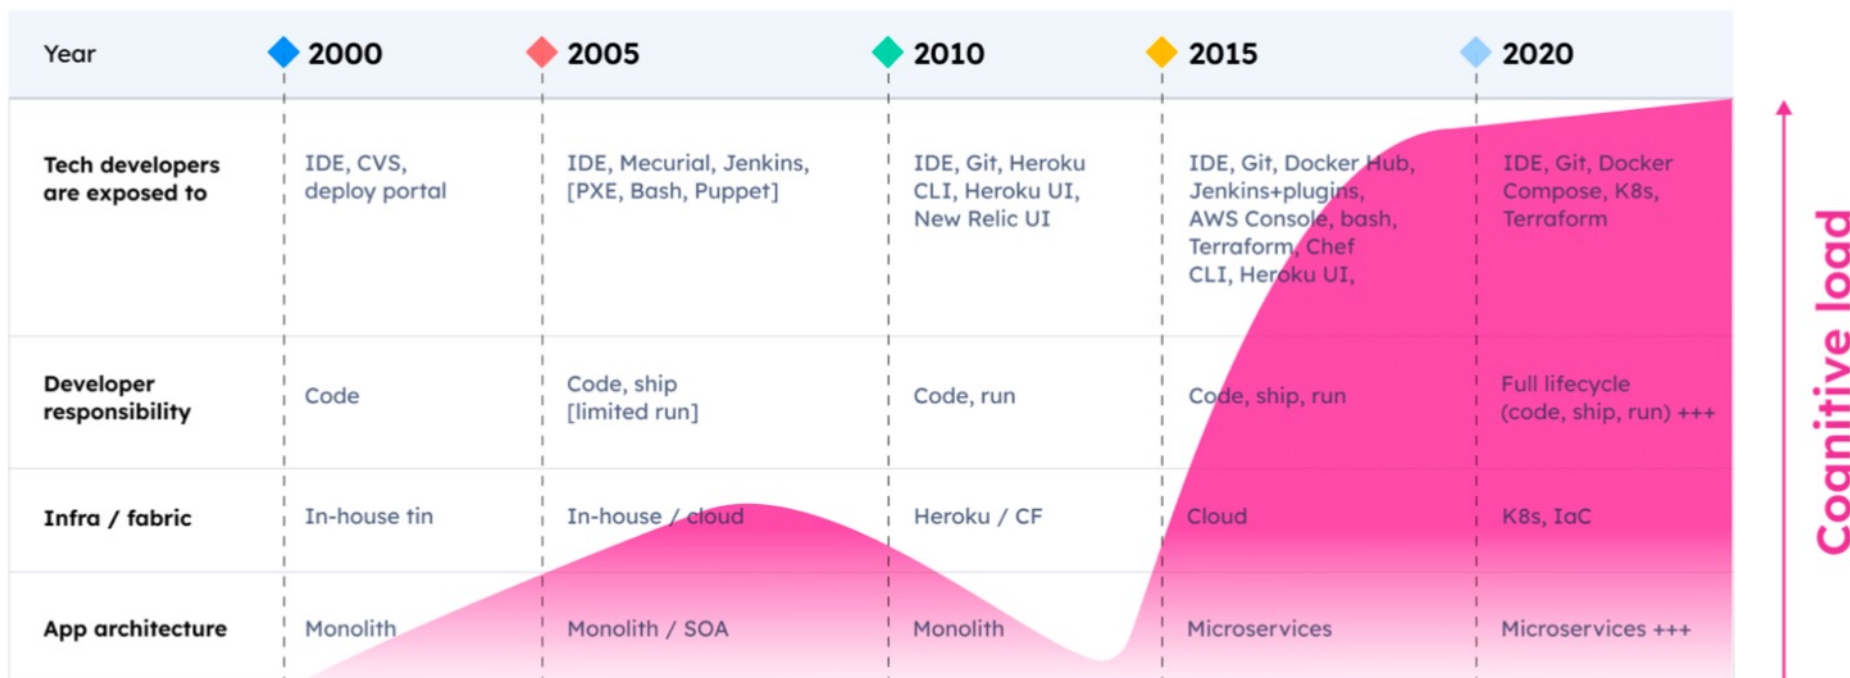 Year
2000
2005
2010
2015
2020
Tech developers
are exposed to
IDE, CVS,
deploy portal
IDE, Mecurial, Jenkins,
[PXE, Bash, Puppet]
IDE, Git, Heroku
CLI, Heroku UI,
New Relic UI
IDE, Git, Docker Hub,
Jenkins+plugins,
AWS Console, bash,
Terraform, Chef
CLI, Heroku UI,
IDE, Git, Docker
Compose, K8s,
Terraform
Developer
responsibility
Code
Code, ship
[limited run]
Code, run
Code, ship, run
Full lifecycle
(code, ship, run) +++
Infra / fabric
In-house tin
In-house / cloud
Heroku / CF
Cloud
K8s, IaC
App architecture
Monolith
Monolith / SOA
Monolith
Microservices
Microservices +++
Cognitive load